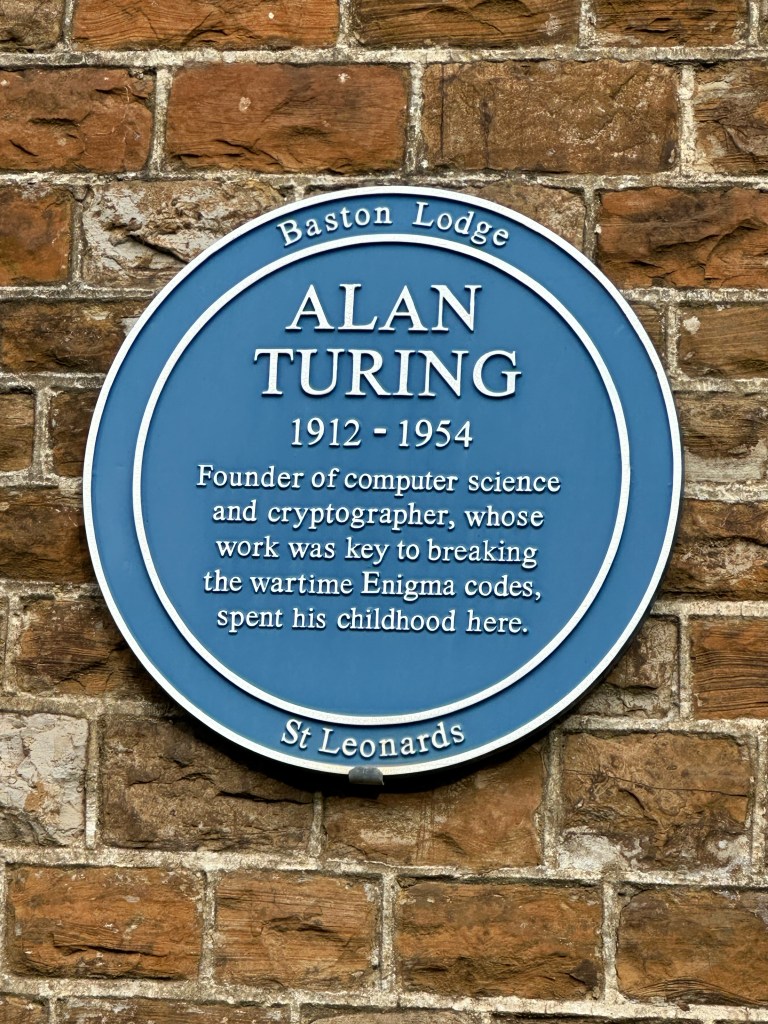 Baston Lodge
ALAN
TURING
1912 - 1954
Founder of computer science
and cryptographer, whose
work was key to breaking
the wartime Enigma codes,
spent his childhood here.
St Leonards